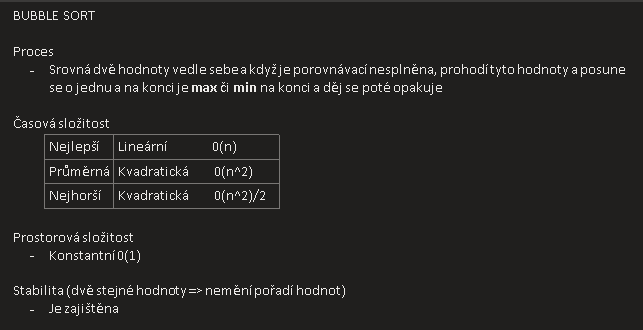 BUBBLE SORT
Proces
- Srovná dvě hodnoty vedle sebe a když je porovnávací nesplněna, prohodí tyto hodnoty a posune
se o jednu a na konci je max či min na konci a děj se poté opakuje
Časová složitost
Nejlepší Lineární 0(n)
Průměrná Kvadratická 0(n^2)
Nejhorší Kvadratická 0(n^2)/2
Prostorová složitost
- Konstantní 0(1)
Stabilita (dvě stejné hodnoty => nemění pořadí hodnot)
- Je zajištěna